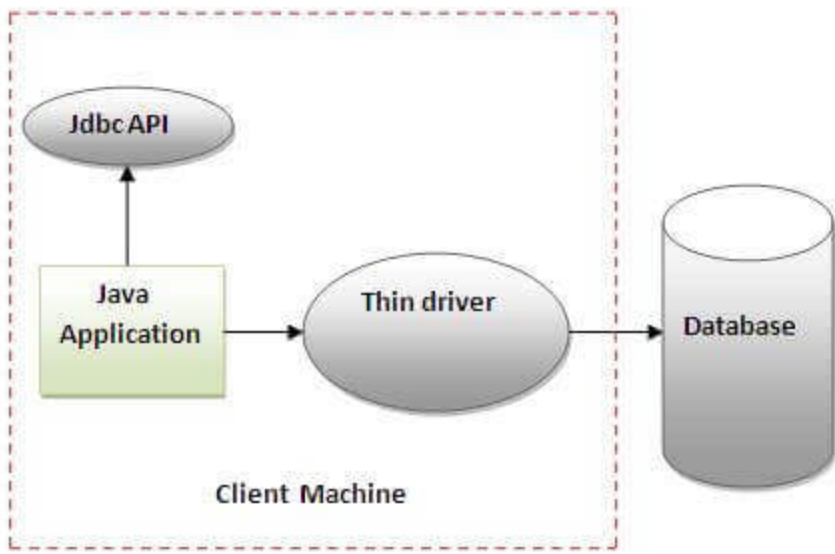 Jdbc API
Java
Application
Thin driver
Database
Client Machine